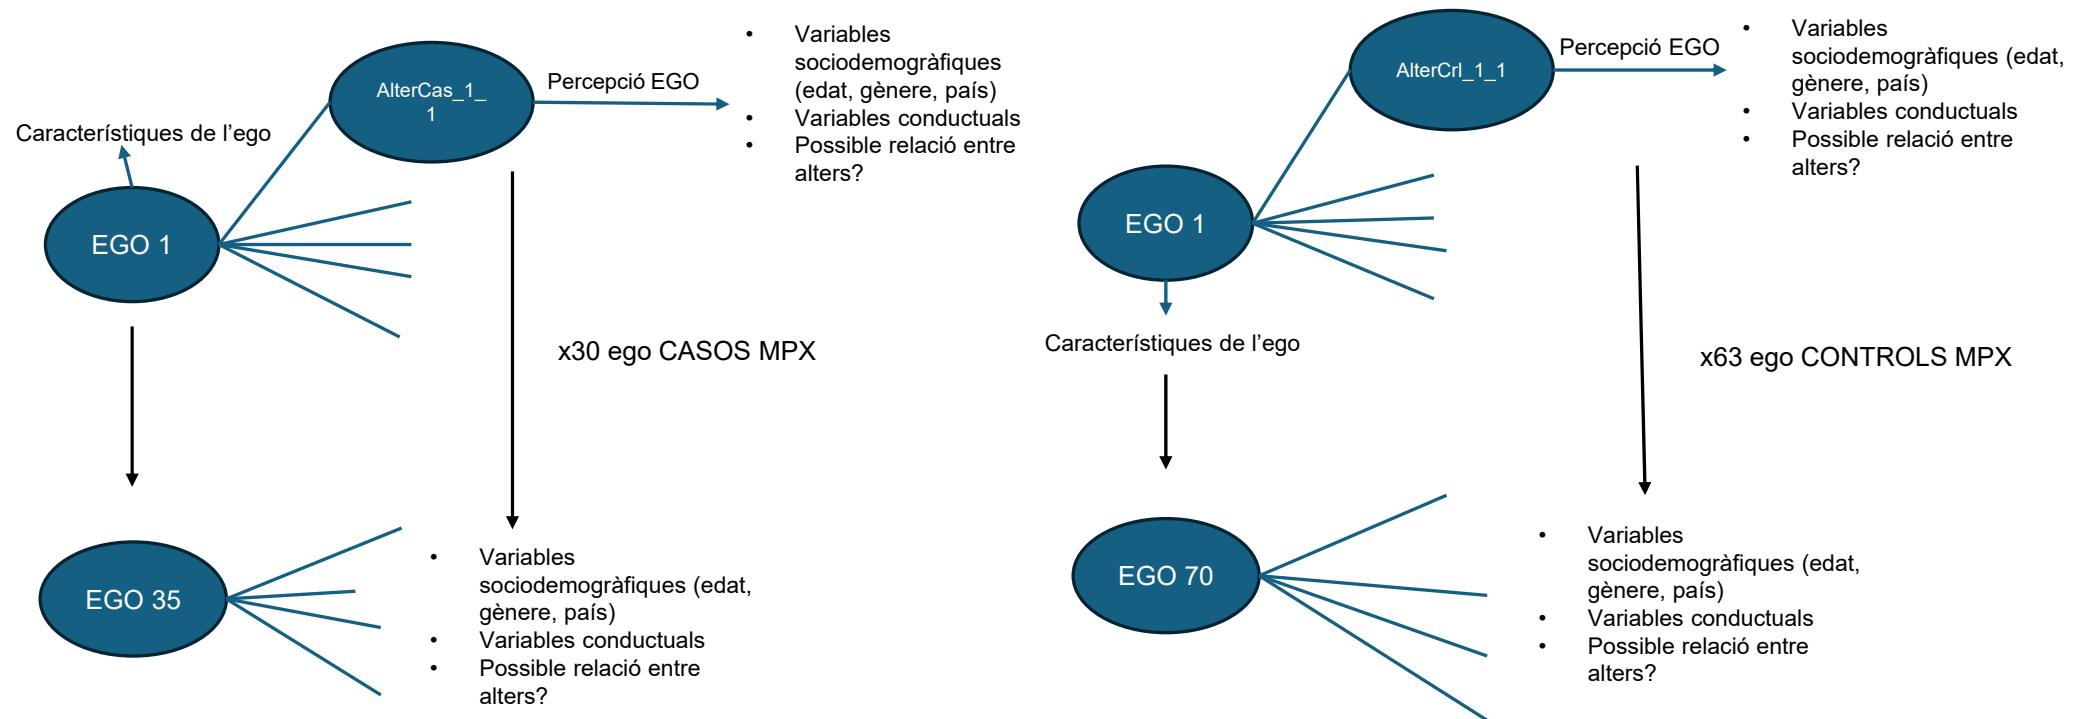 AlterCas_1_
1
Percepció EGO
• Variables
sociodemogràfiques
(edat, gènere, país)
• Variables conductuals
• Possible relació entre
alters?
Característiques de l’ego
EGO 1
x30 ego CASOS MPX
EGO 35
• Variables
sociodemogràfiques (edat,
gènere, país)
• Variables conductuals
• Possible relació entre
alters?
AlterCrl_1_1
Percepció EGO
• Variables
sociodemogràfiques (edat,
gènere, país)
• Variables conductuals
• Possible relació entre
alters?
EGO 1
Característiques de l’ego
x63 ego CONTROLS MPX
EGO 70
• Variables
sociodemogràfiques (edat,
gènere, país)
• Variables conductuals
• Possible relació entre
alters?